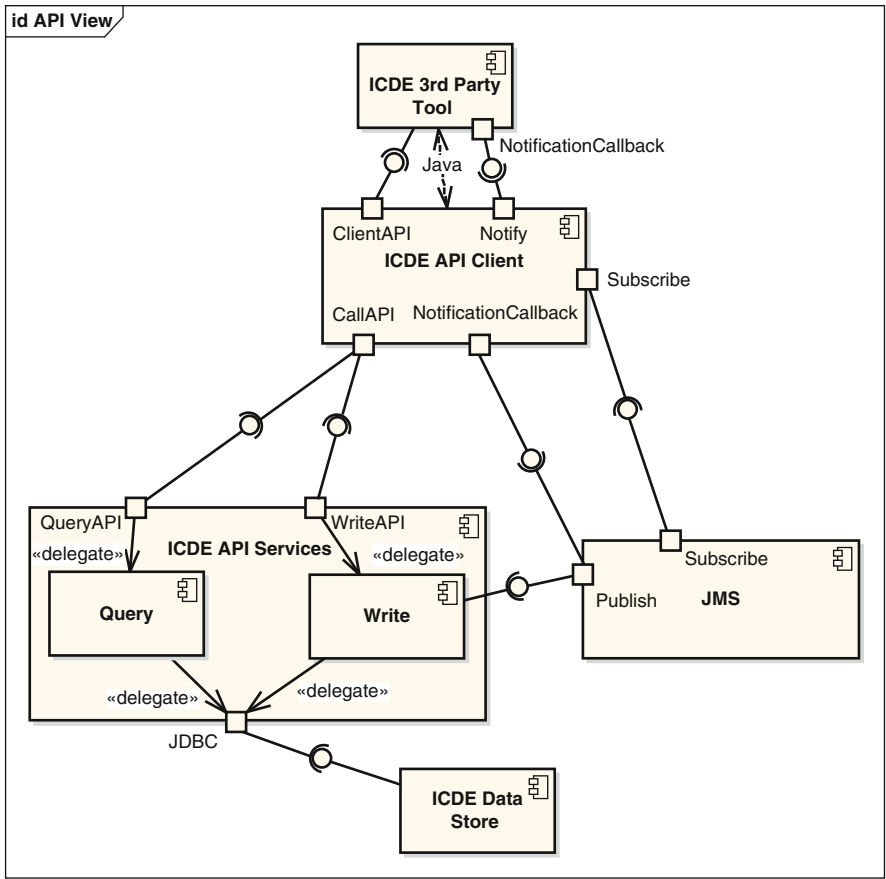 id API View
ICDE 3rd Party
Tool
NotificationCallback
Java
ClientAPI
Notify
ICDE API Client
Subscribe
CallAPI
NotificationCallback
QueryAPI
WriteAPI
ICDE API Services
«delegate»
«delegate»
Subscribe
Query
Write
Publish
JMS
«delegate»
«delegate»
JDBC
ICDE Data
Store